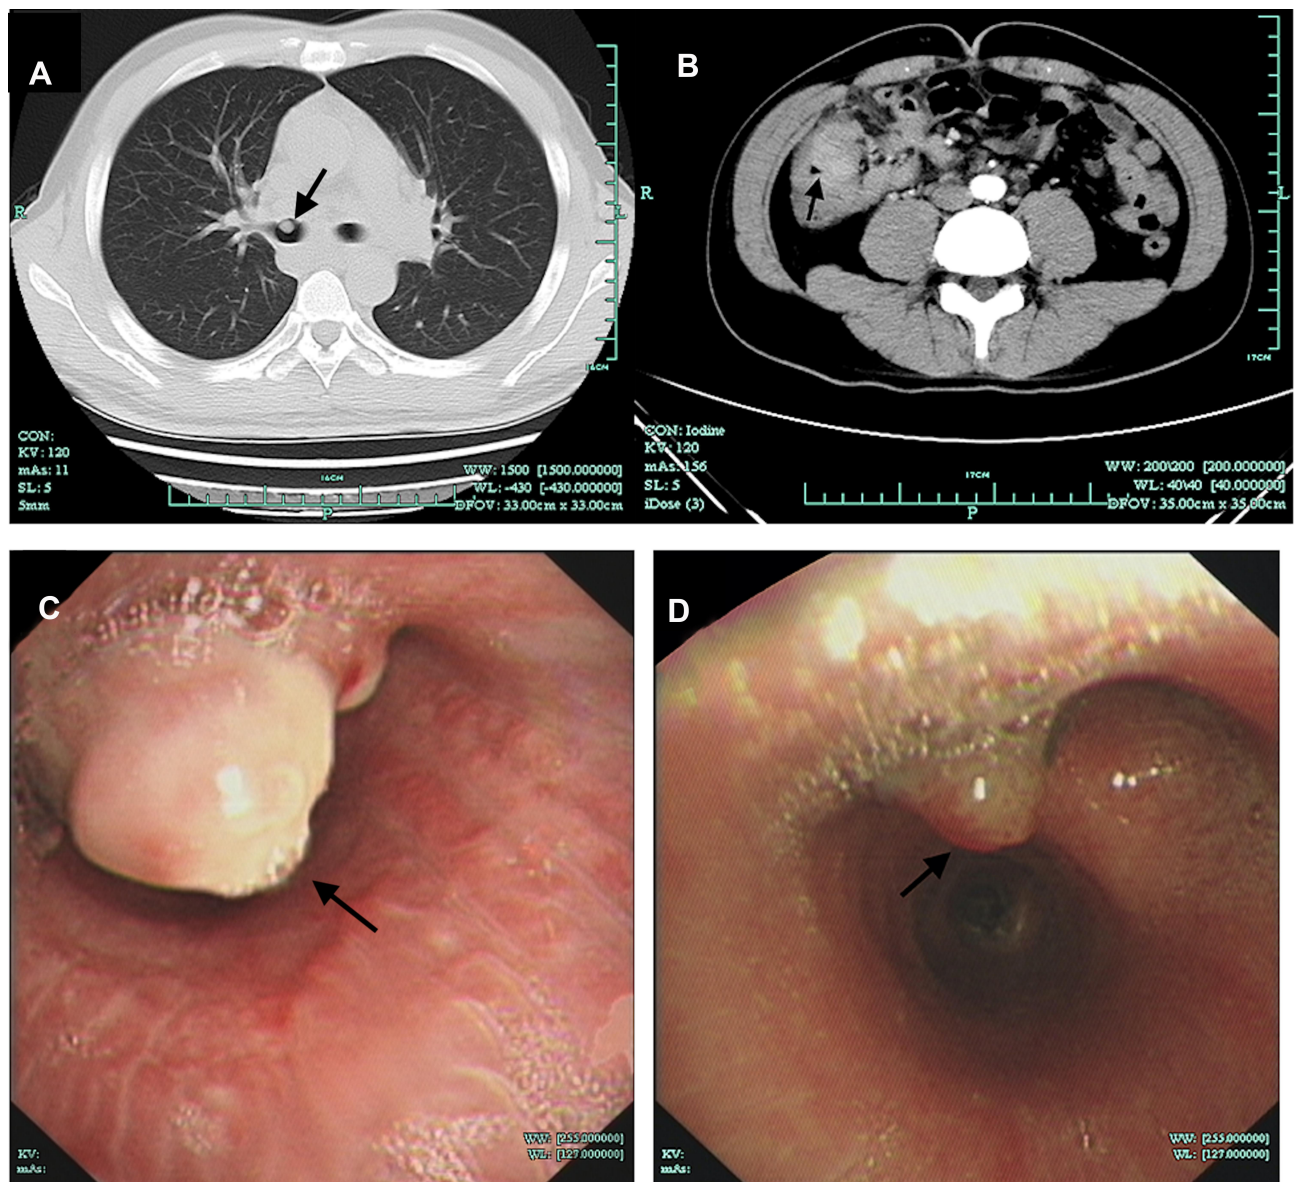 A
R
L
16CM
CON:
KV: 120
mAs: 11
SL: 5
5mm
16CM
P
WW: 1500 [1500.000000]
WL: -430 [-430.000000]
DFOV: 33.00cm x 33.00cm
B
R
L
17CM
CON: Iodine
KV: 120
mAs: 156
SL: 5
iDose (3)
17CM
P
WW: 200\200 [200.000000]
WL: 40\40 [40.000000]
DFOV: 35.00cm x 35.00cm
C
KV:
mAs:
WW: [255.000000]
WL: [127.000000]
D
KV:
mAs:
WW: [255.000000]
WL: [127.000000]